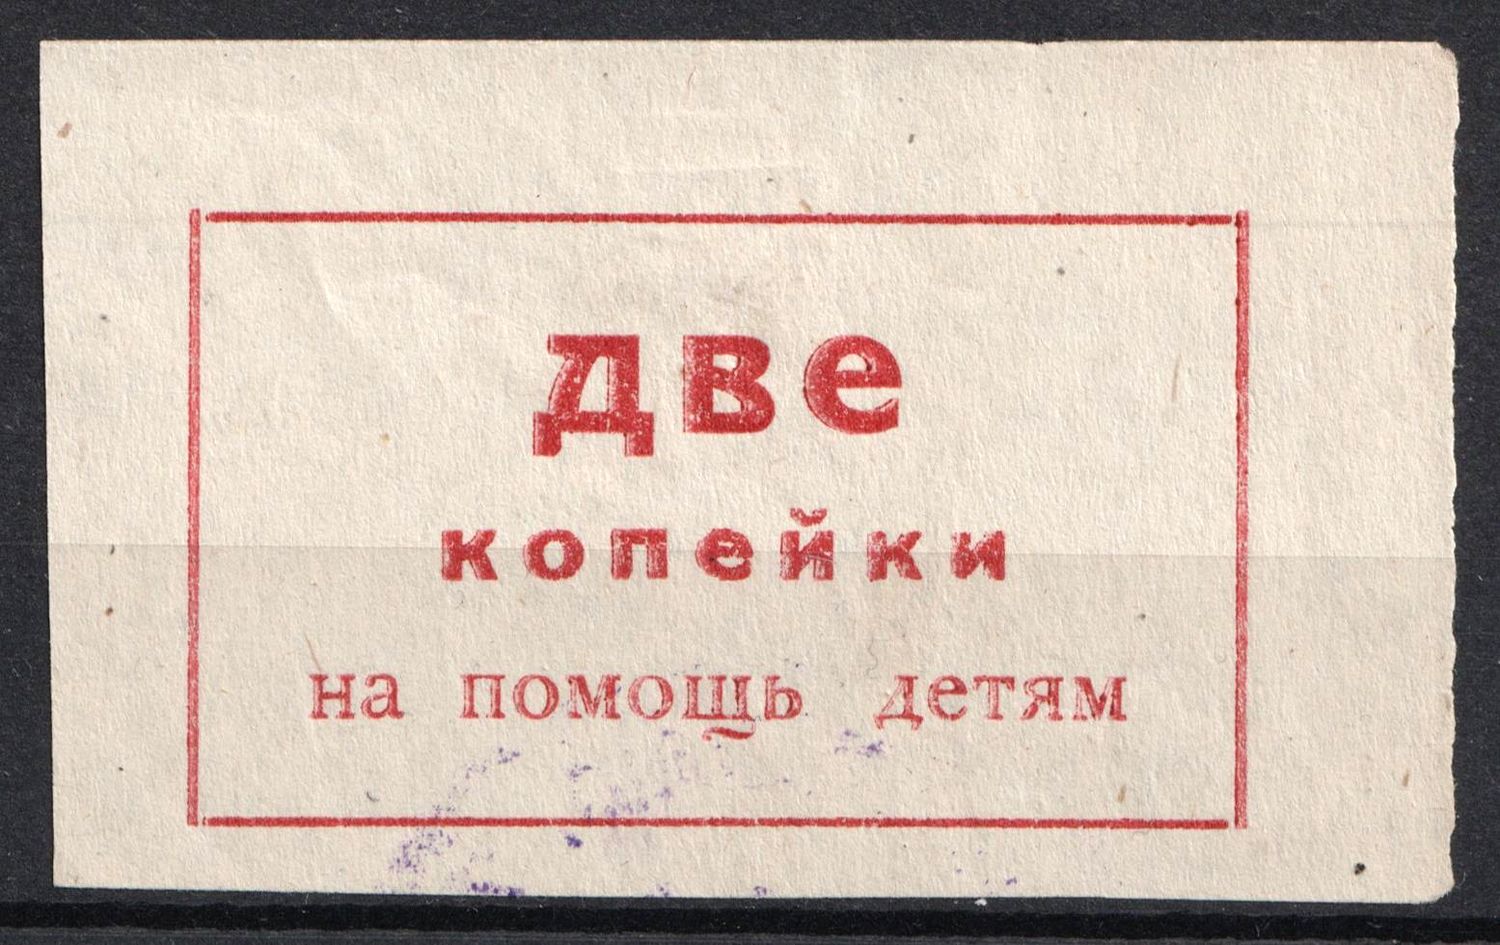 две
копейки
на помощь детям